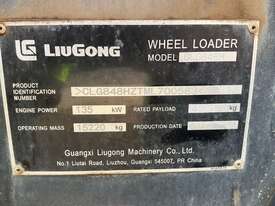 LIUGONG
WHEEL LOADER
MODEL
PRODUCT
IDENTIFICATION
NUMBER
ENGINE POWER 135 kW RATED PAYLOAD kg
OPERATING MASS 15220 kg PRODUCTION DATE
Guangxi Liugong Machinery Co., Ltd.
No.1 Liutai Road, Liuzhou, Guangxi 545007, PR China